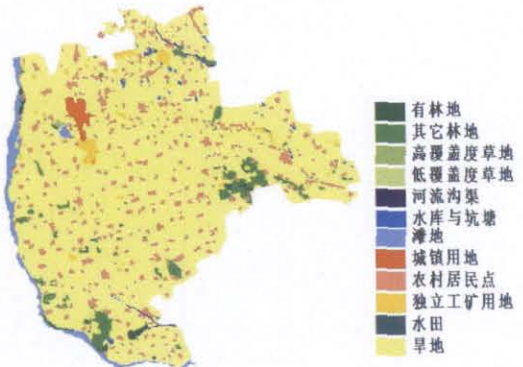 有林地
其它林地
高覆盖度草地
低覆盖度草地
河流沟渠
水库与坑塘
滩地
城镇用地
农村居民点
独立工矿用地
水田
旱地